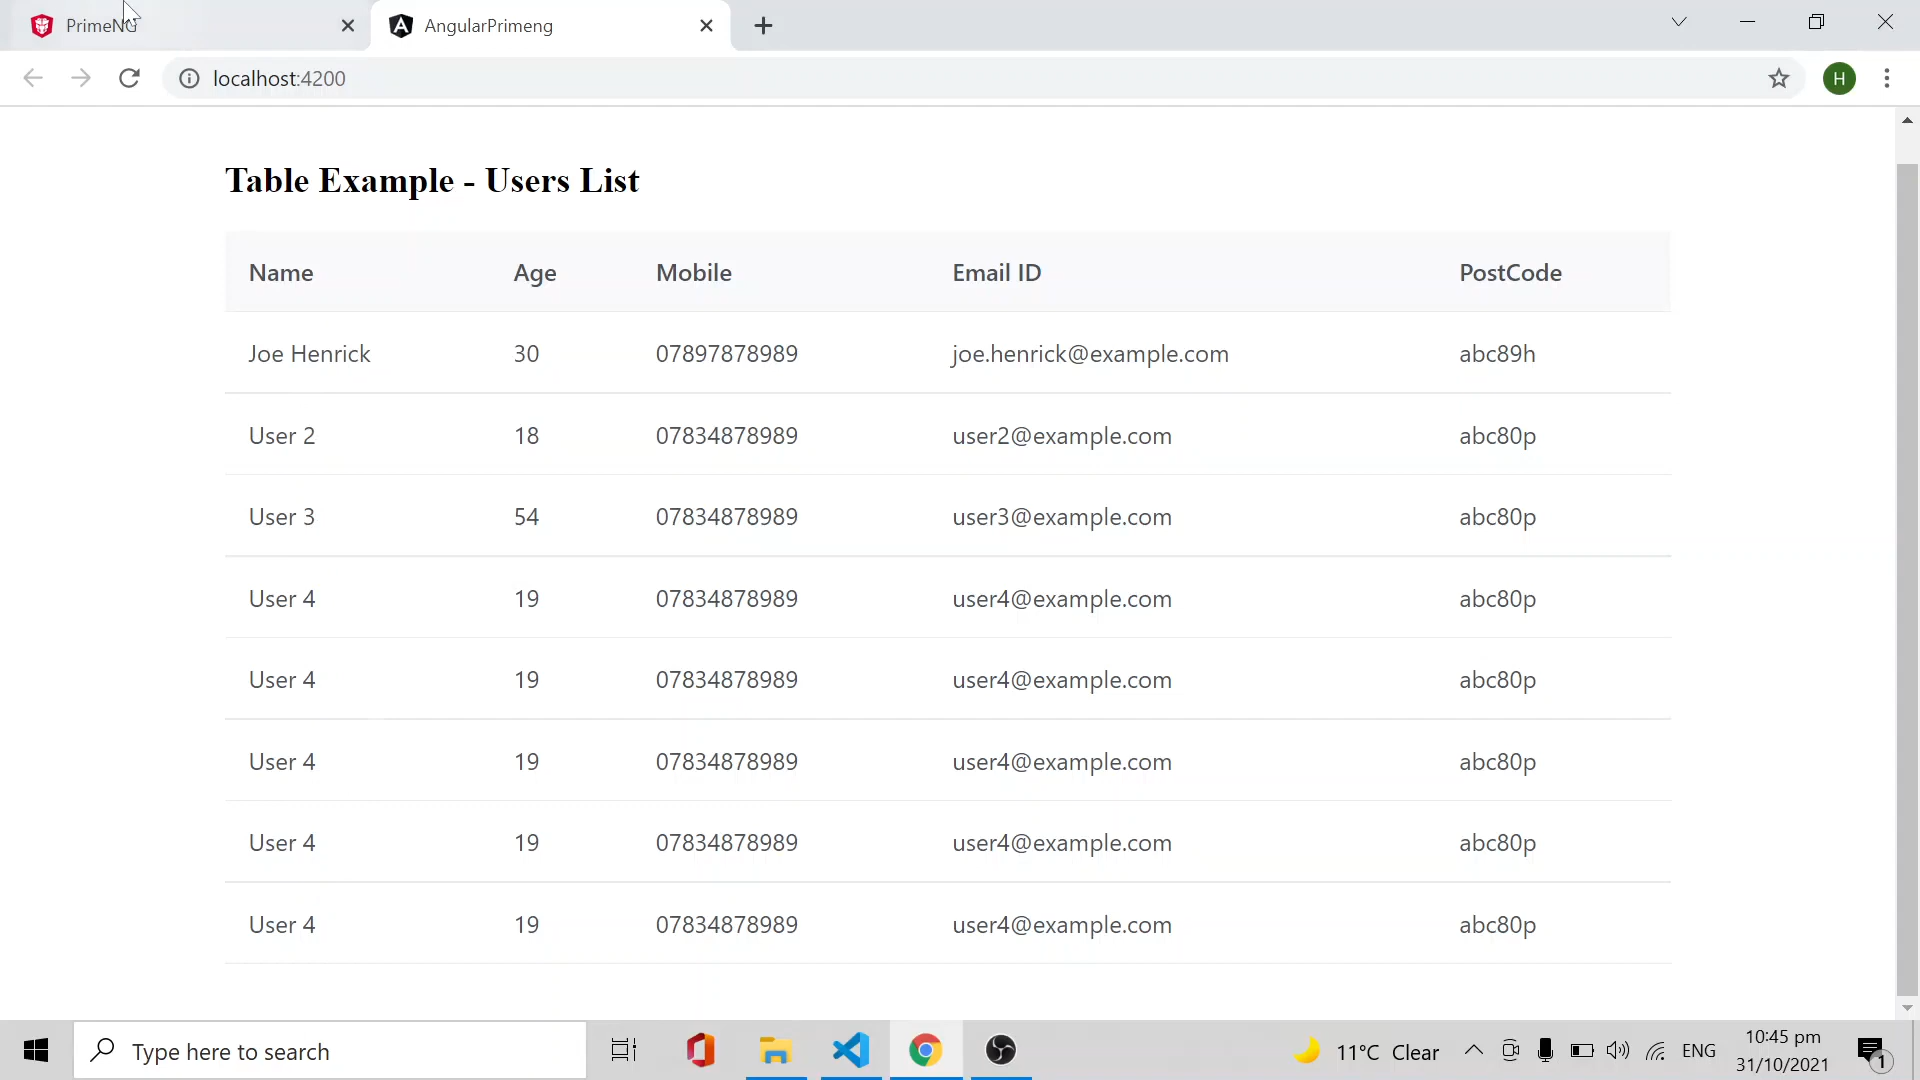 PrimeNG
AngularPrimeng
localhost:4200
H
Table Example - Users List
Name Age Mobile Email ID PostCode
Joe Henrick 30 07897878989 joe.henrick@example.com abc89h
User 2 18 07834878989 user2@example.com abc80p
User 3 54 07834878989 user3@example.com abc80p
User 4 19 07834878989 user4@example.com abc80p
User 4 19 07834878989 user4@example.com abc80p
User 4 19 07834878989 user4@example.com abc80p
User 4 19 07834878989 user4@example.com abc80p
User 4 19 07834878989 user4@example.com abc80p
Type here to search
11°C Clear
ENG
10:45 pm
31/10/2021
1